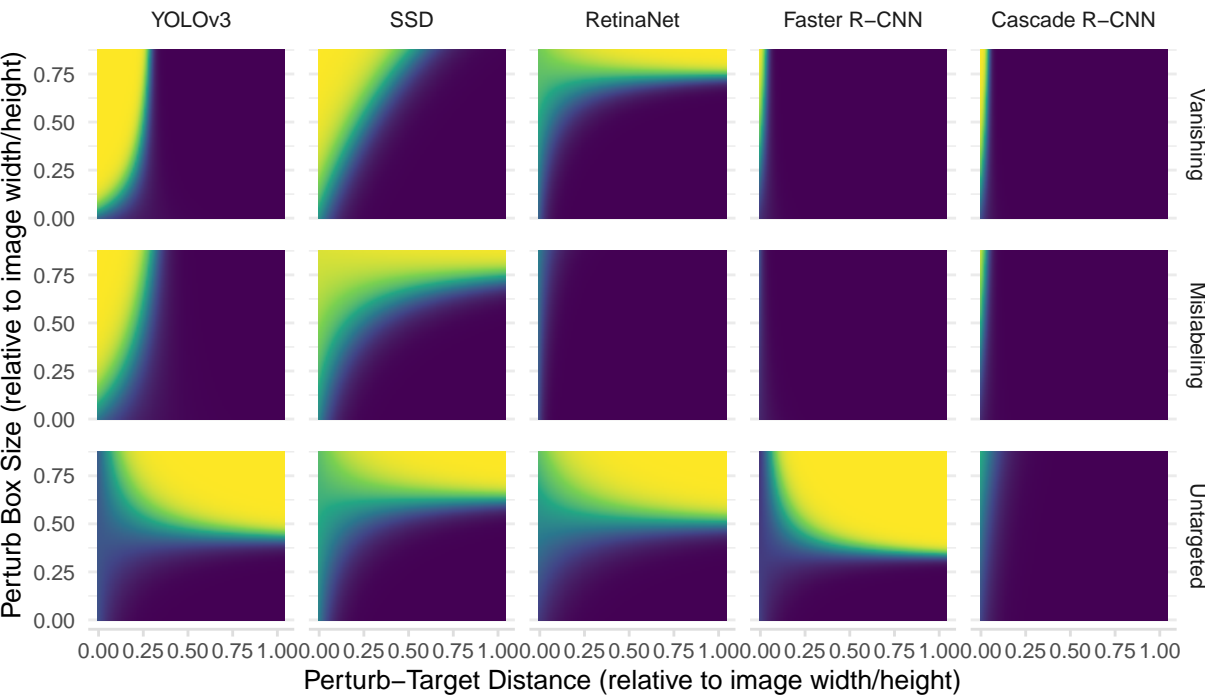 YOLOv3 SSD RetinaNet Faster R−CNN Cascade R−CNN
Perturb Box Size (relative to image width/height)
0.75
0.50
0.25
0.00
Vanishing
0.75
0.50
0.25
0.00
Mislabeling
0.75
0.50
0.25
0.00
Untargeted
0.00 0.25 0.50 0.75 1.00 0.00 0.25 0.50 0.75 1.00 0.00 0.25 0.50 0.75 1.00 0.00 0.25 0.50 0.75 1.00 0.00 0.25 0.50 0.75 1.00
Perturb−Target Distance (relative to image width/height)